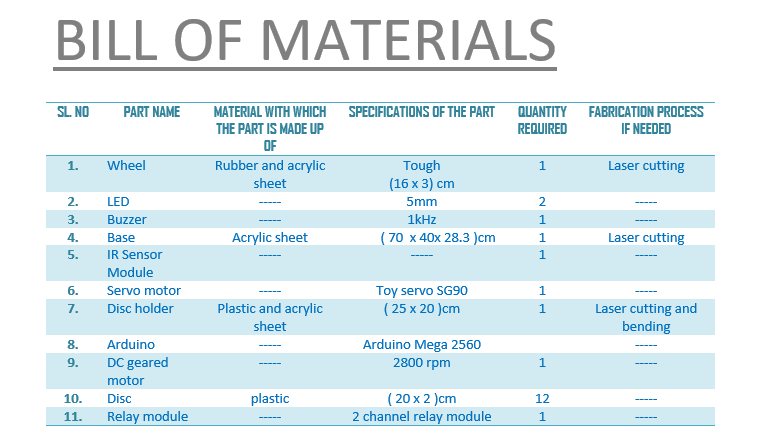 BILL OF MATERIALS
SL. NO PART NAME MATERIAL WITH WHICH THE PART IS MADE UP OF SPECIFICATIONS OF THE PART QUANTITY REQUIRED FABRICATION PROCESS IF NEEDED
1. Wheel Rubber and acrylic sheet Tough (16 x 3) cm 1 Laser cutting
2. LED ----- 5mm 2 -----
3. Buzzer ----- 1kHz 1 -----
4. Base Acrylic sheet ( 70 x 40x 28.3 )cm 1 Laser cutting
5. IR Sensor Module ----- ----- 1 -----
6. Servo motor ----- Toy servo SG90 1 -----
7. Disc holder Plastic and acrylic sheet ( 25 x 20 )cm 1 Laser cutting and bending
8. Arduino ----- Arduino Mega 2560 -----
9. DC geared motor ----- 2800 rpm 1 -----
10. Disc plastic ( 20 x 2 )cm 12 -----
11. Relay module ----- 2 channel relay module 1 -----